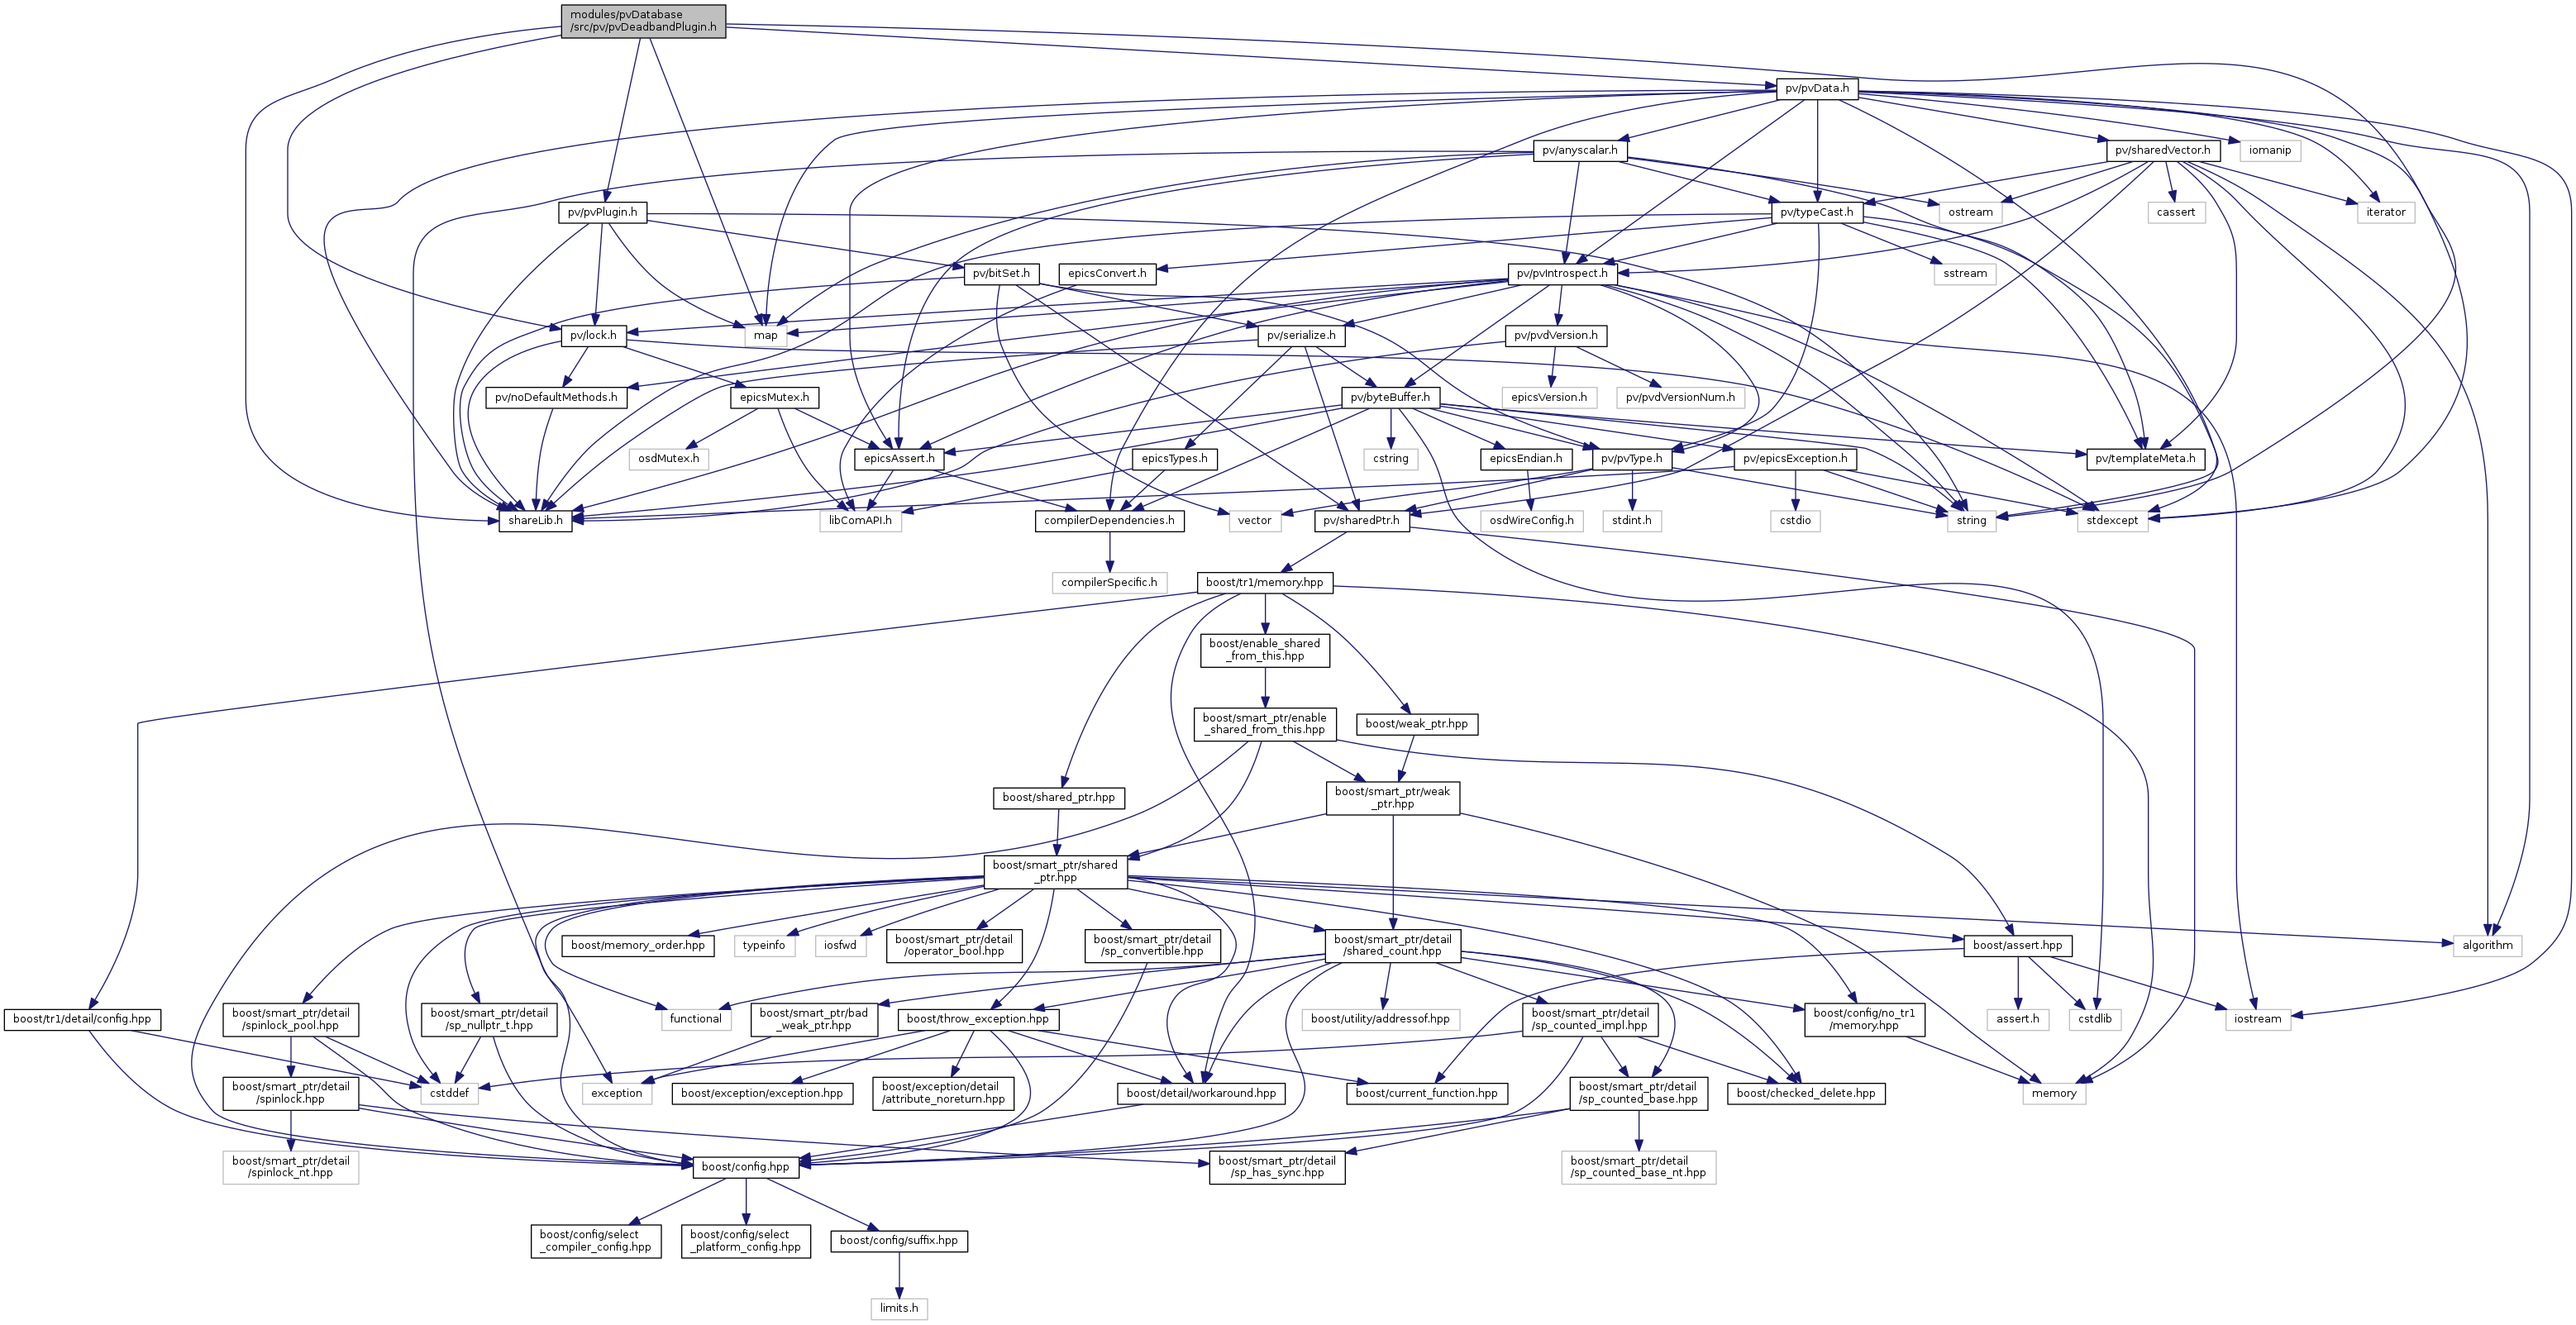 modules/pvDatabase
/src/pv/pvDeadbandPlugin.h
pv/pvData.h
pv/anyscalar.h
pv/sharedVector.h
iomanip
pv/pvPlugin.h
pv/typeCast.h
ostream
cassert
iterator
pv/bitSet.h
epicsConvert.h
pv/pvIntrospect.h
sstream
pv/lock.h
map
pv/serialize.h
pv/pvdVersion.h
pv/noDefaultMethods.h
epicsMutex.h
pv/byteBuffer.h
epicsVersion.h
pv/pvdVersionNum.h
osdMutex.h
epicsAssert.h
epicsTypes.h
cstring
epicsEndian.h
pv/pvType.h
pv/epicsException.h
pv/templateMeta.h
shareLib.h
libComAPI.h
compilerDependencies.h
vector
pv/sharedPtr.h
osdWireConfig.h
stdint.h
cstdio
string
stdexcept
compilerSpecific.h
boost/tr1/memory.hpp
boost/enable_shared
_from_this.hpp
boost/smart_ptr/enable
_shared_from_this.hpp
boost/weak_ptr.hpp
boost/shared_ptr.hpp
boost/smart_ptr/weak
_ptr.hpp
boost/smart_ptr/shared
_ptr.hpp
boost/memory_order.hpp
typeinfo
iosfwd
boost/smart_ptr/detail
/operator_bool.hpp
boost/smart_ptr/detail
/sp_convertible.hpp
boost/smart_ptr/detail
/shared_count.hpp
boost/assert.hpp
algorithm
boost/tr1/detail/config.hpp
boost/smart_ptr/detail
/spinlock_pool.hpp
boost/smart_ptr/detail
/sp_nullptr_t.hpp
functional
boost/smart_ptr/bad
_weak_ptr.hpp
boost/throw_exception.hpp
boost/utility/addressof.hpp
boost/smart_ptr/detail
/sp_counted_impl.hpp
boost/config/no_tr1
/memory.hpp
assert.h
cstdlib
iostream
boost/smart_ptr/detail
/spinlock.hpp
cstddef
exception
boost/exception/exception.hpp
boost/exception/detail
/attribute_noreturn.hpp
boost/detail/workaround.hpp
boost/current_function.hpp
boost/smart_ptr/detail
/sp_counted_base.hpp
boost/checked_delete.hpp
memory
boost/smart_ptr/detail
/spinlock_nt.hpp
boost/config.hpp
boost/smart_ptr/detail
/sp_has_sync.hpp
boost/smart_ptr/detail
/sp_counted_base_nt.hpp
boost/config/select
_compiler_config.hpp
boost/config/select
_platform_config.hpp
boost/config/suffix.hpp
limits.h